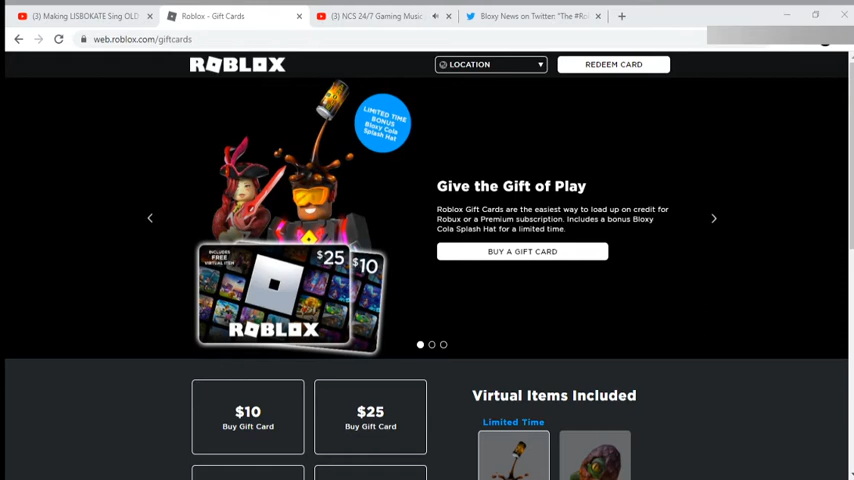 (3) Making LISBOKATE Sing OLD
Roblox - Gift Cards
(3) NCS 24/7 Gaming Music
Bloxy News on Twitter: "The #Ro
web.roblox.com/giftcards
ROBLOX
LOCATION
REDEEM CARD
LIMITED TIME
BONUS
Bloxy Cola
Splash Hat
Give the Gift of Play
Roblox Gift Cards are the easiest way to load up on credit for
Robux or a Premium subscription. Includes a bonus Bloxy
Cola Splash Hat for a limited time.
BUY A GIFT CARD
INCLUDES
FREE
VIRTUAL ITEM
$25
$10
ROBLOX
$10
Buy Gift Card
$25
Buy Gift Card
Virtual Items Included
Limited Time